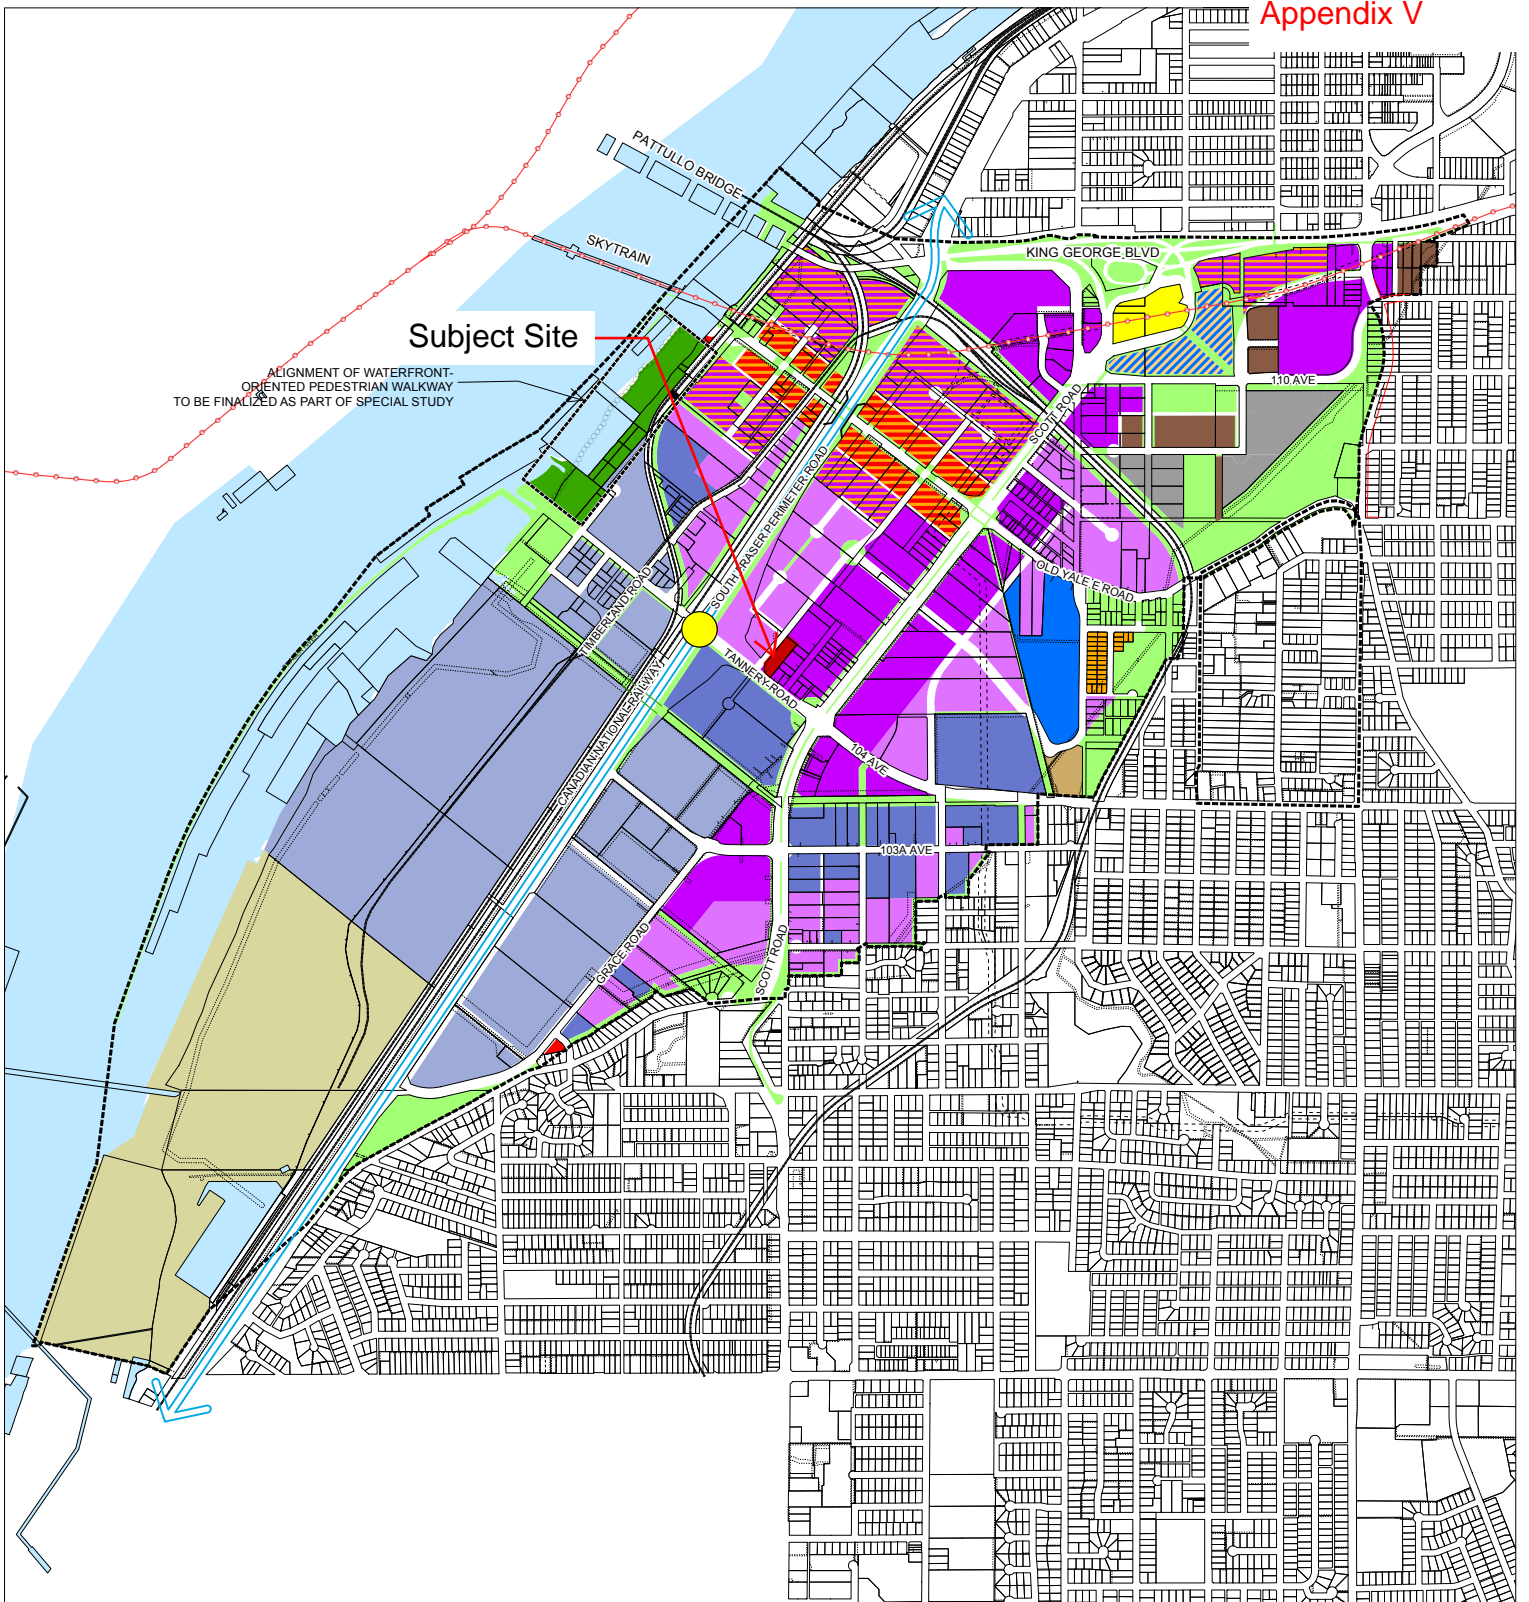 Appendix V
PATTULLO BRIDGE
SKYTRAIN
KING GEORGE BLVD
Subject Site
ALIGNMENT OF WATERFRONT-
ORIENTED PEDESTRIAN WALKWAY
TO BE FINALIZED AS PART OF SPECIAL STUDY
110 AVE
SCOTT ROAD
SOUTH FRASER PERIMETER ROAD
OLD YALE E ROAD
TIMBERLAND ROAD
TANNERY ROAD
CANADIAN NATIONAL RAILWAY
104 AVE
103A AVE
GRACE ROAD
SCOTT ROAD